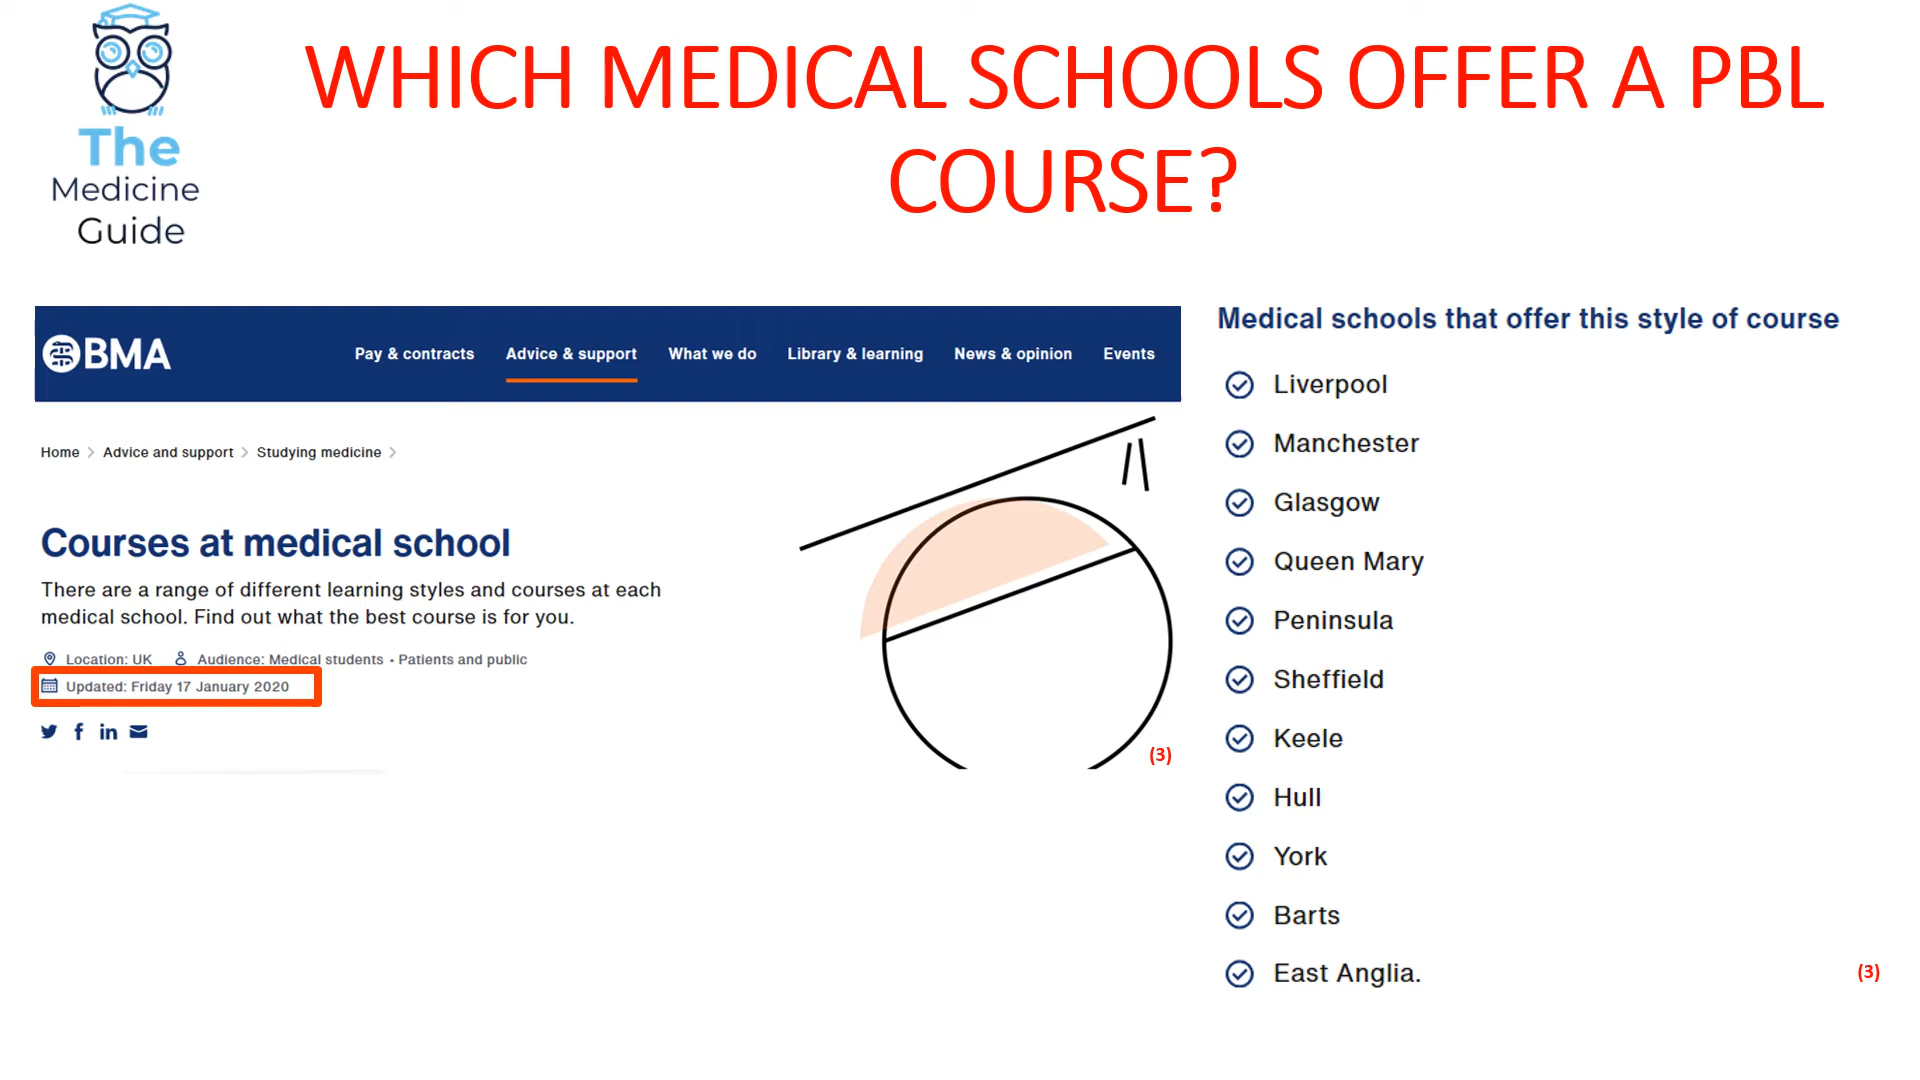 The
Medicine
Guide
WHICH MEDICAL SCHOOLS OFFER A PBL
COURSE?
BMA
Pay & contracts
Advice & support
What we do
Library & learning
News & opinion
Events
Home > Advice and support > Studying medicine >
Courses at medical school
There are a range of different learning styles and courses at each
medical school. Find out what the best course is for you.
Location: UK Audience: Medical students • Patients and public
Updated: Friday 17 January 2020
(3)
Medical schools that offer this style of course
Liverpool
Manchester
Glasgow
Queen Mary
Peninsula
Sheffield
Keele
Hull
York
Barts
East Anglia.
(3)